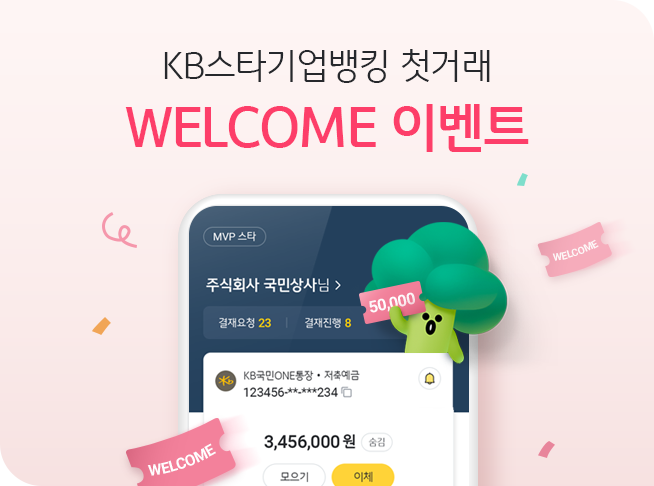 KB스타기업뱅킹 첫거래
WELCOME 이벤트
MVP 스타
주식회사 국민상사님 >
결재요청 23 | 결재진행 8
50,000
WELCOME
KB국민ONE통장 • 저축예금
123456-**-***234
3,456,000 원 숨김
모으기 이체
WELCOME